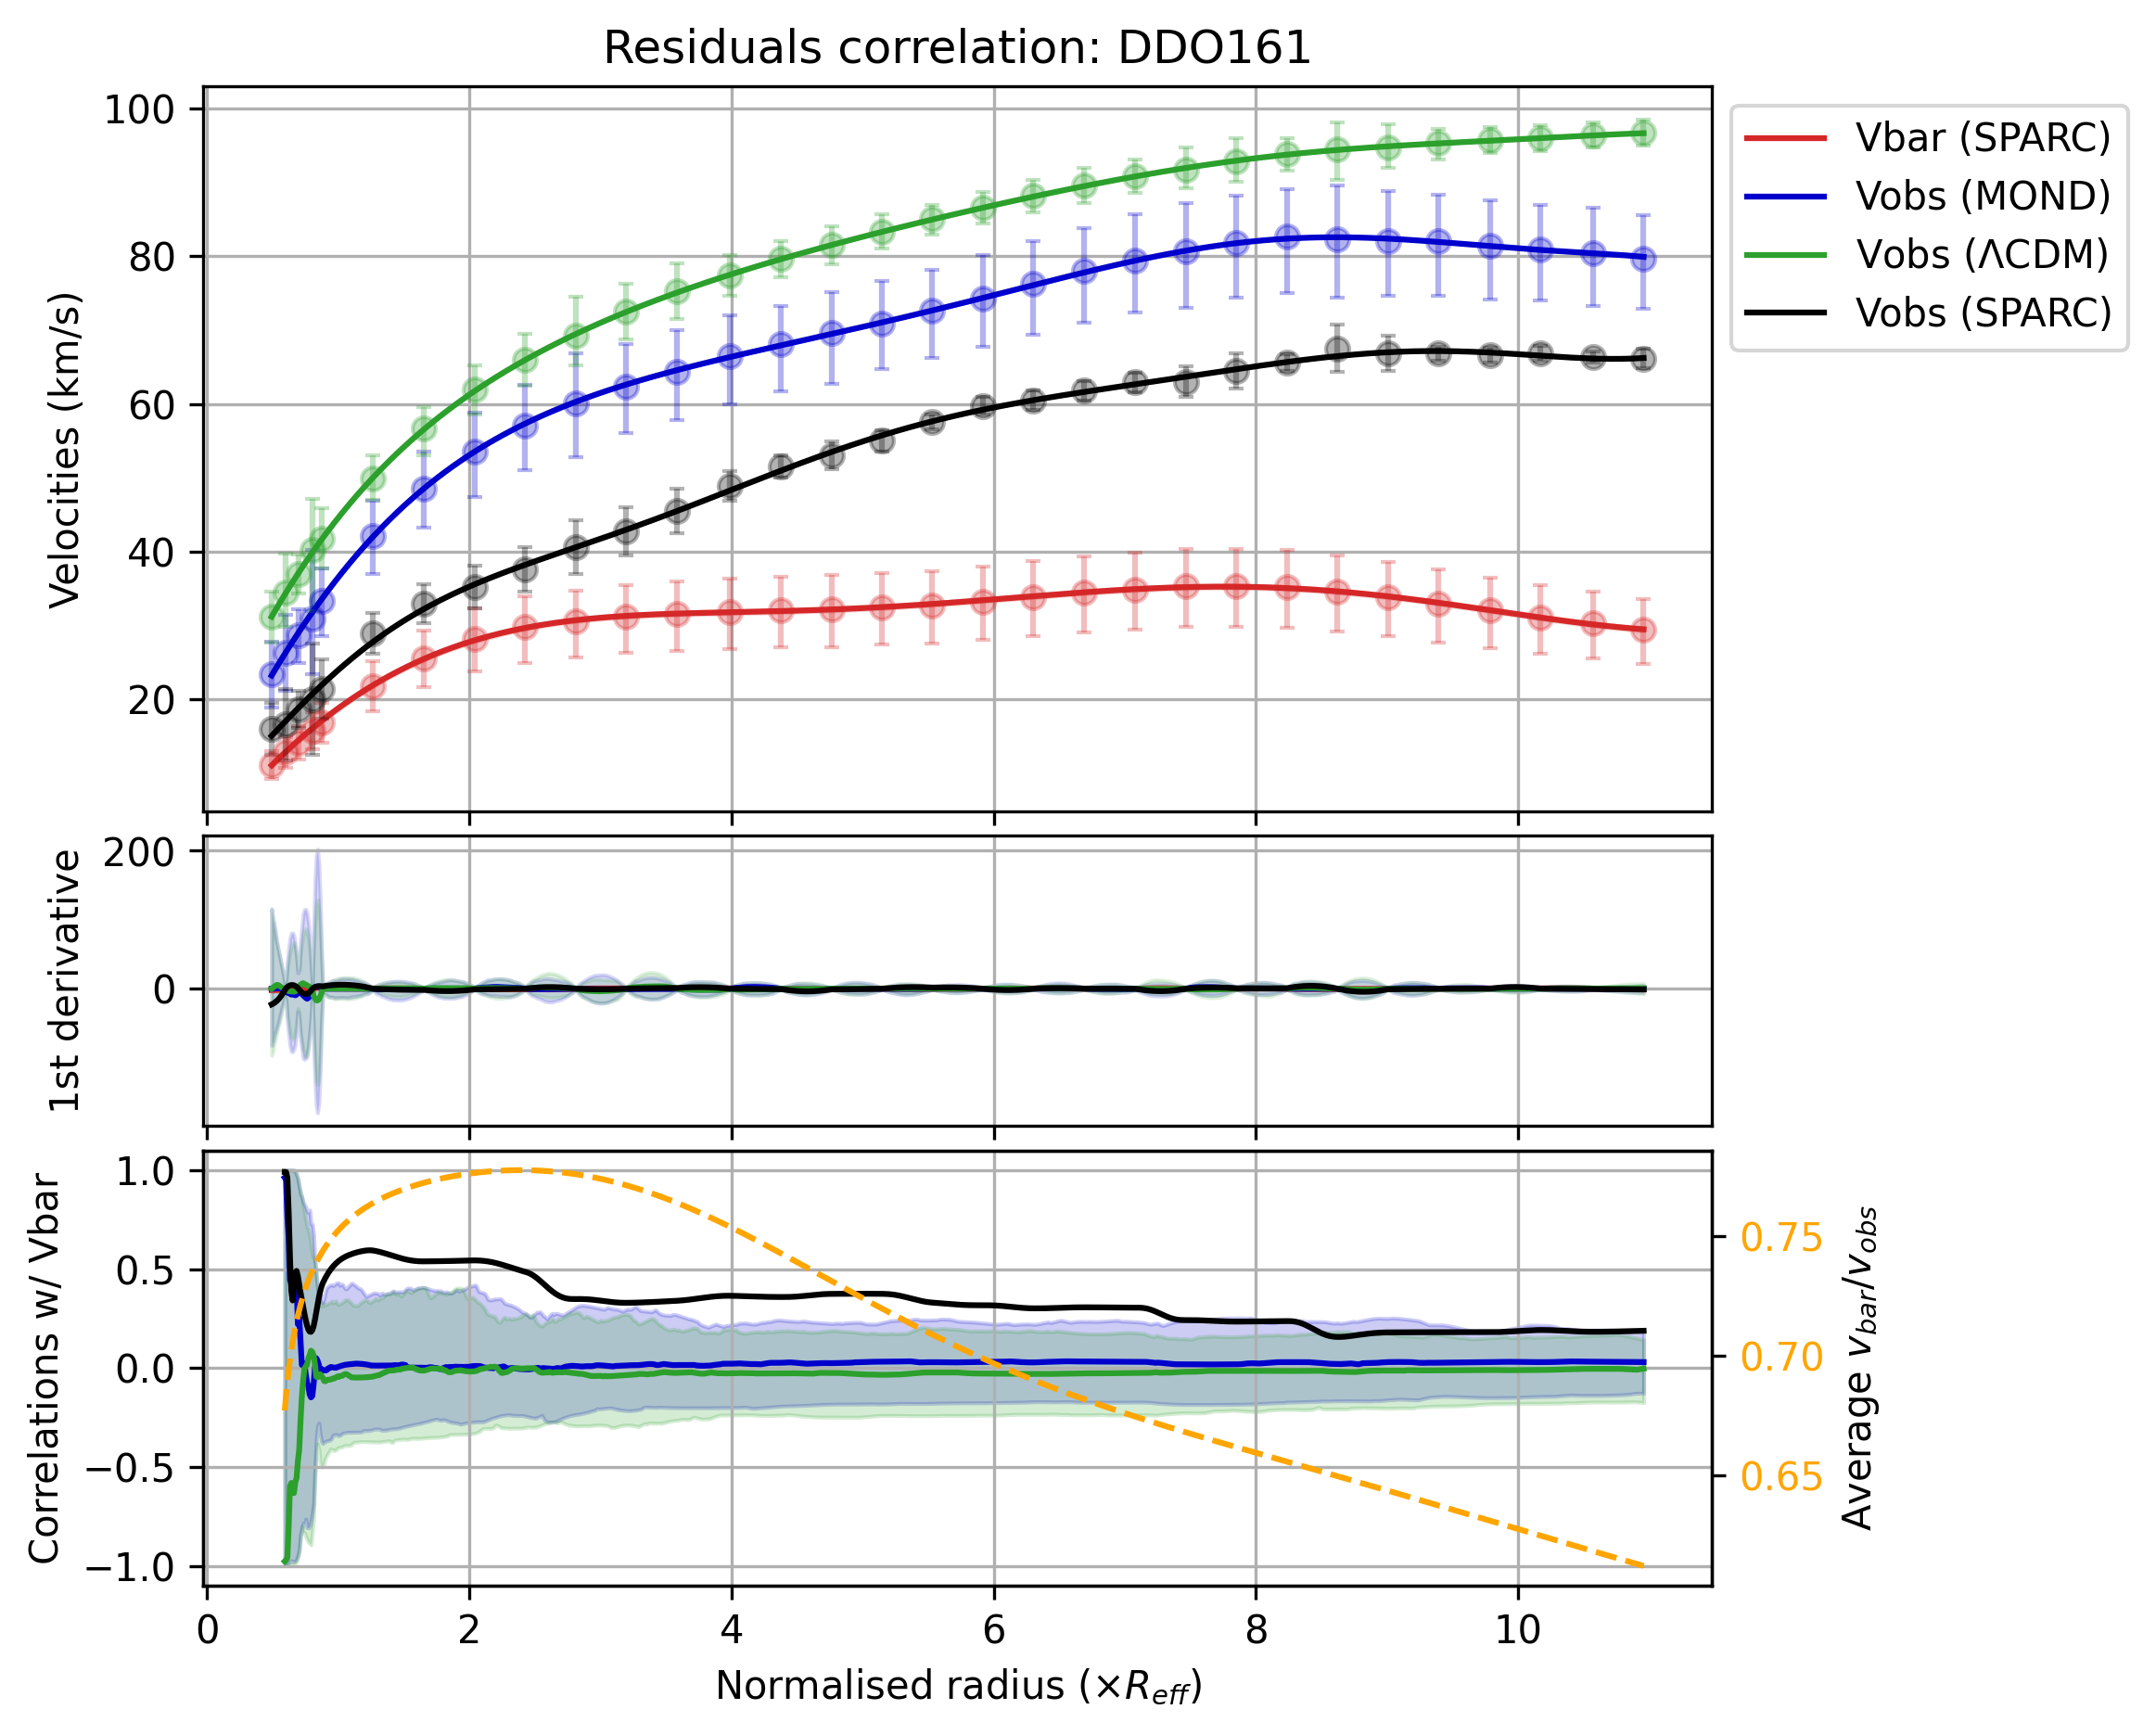 Residuals correlation: DDO161
100
80
60
40
20
Velocities (km/s)
Vbar (SPARC)
Vobs (MOND)
Vobs (ΛCDM)
Vobs (SPARC)
200
0
1st derivative
1.0
0.5
0.0
−0.5
−1.0
Correlations w/ Vbar
0.75
0.70
0.65
Average v_bar/v_obs
0 2 4 6 8 10
Normalised radius (×R_eff)